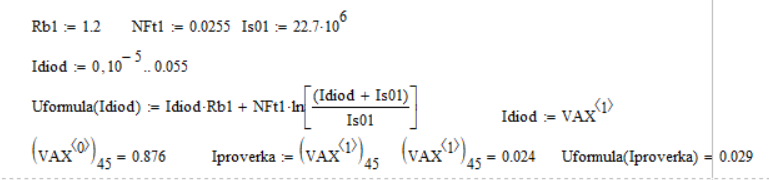 Rb1 := 1.2 NFt1 := 0.0255 Is01 := 22.7·10^6
Idiod := 0,10^-5 .. 0.055
Uformula(Idiod) := Idiod·Rb1 + NFt1·ln[(Idiod + Is01)/Is01] Idiod := VAX^⟨1⟩
(VAX^⟨0⟩)_45 = 0.876 Iproverka := (VAX^⟨1⟩)_45 (VAX^⟨1⟩)_45 = 0.024 Uformula(Iproverka) = 0.029